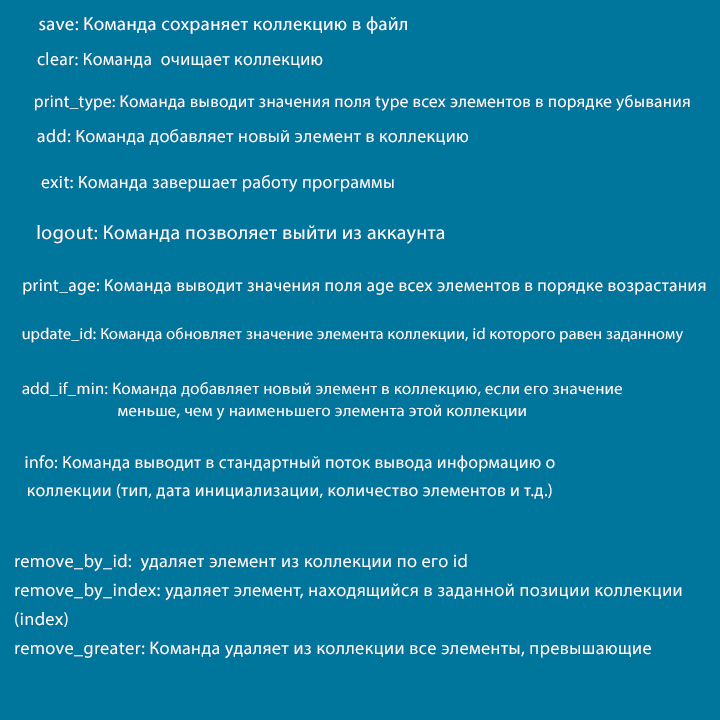 save: Команда сохраняет коллекцию в файл
clear: Команда  очищает коллекцию
print_type: Команда выводит значения поля type всех элементов в порядке убывания
add: Команда добавляет новый элемент в коллекцию
exit: Команда завершает работу программы
logout: Команда позволяет выйти из аккаунта
print_age: Команда выводит значения поля age всех элементов в порядке возрастания
update_id: Команда обновляет значение элемента коллекции, id которого равен заданному
add_if_min: Команда добавляет новый элемент в коллекцию, если его значение
меньше, чем у наименьшего элемента этой коллекции
info: Команда выводит в стандартный поток вывода информацию о
коллекции (тип, дата инициализации, количество элементов и т.д.)
remove_by_id:  удаляет элемент из коллекции по его id
remove_by_index: удаляет элемент, находящийся в заданной позиции коллекции
(index)
remove_greater: Команда удаляет из коллекции все элементы, превышающие